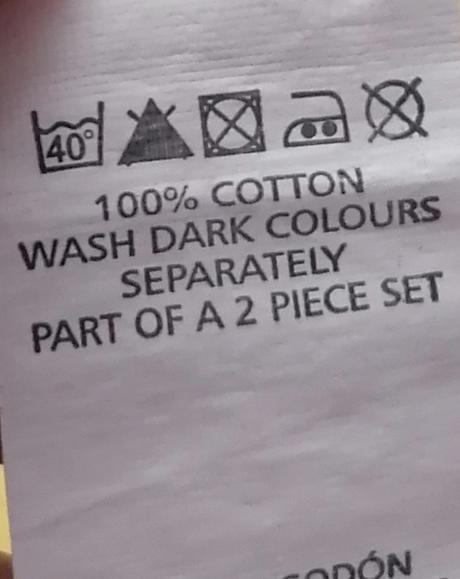 40°
100% COTTON
WASH DARK COLOURS
SEPARATELY
PART OF A 2 PIECE SET